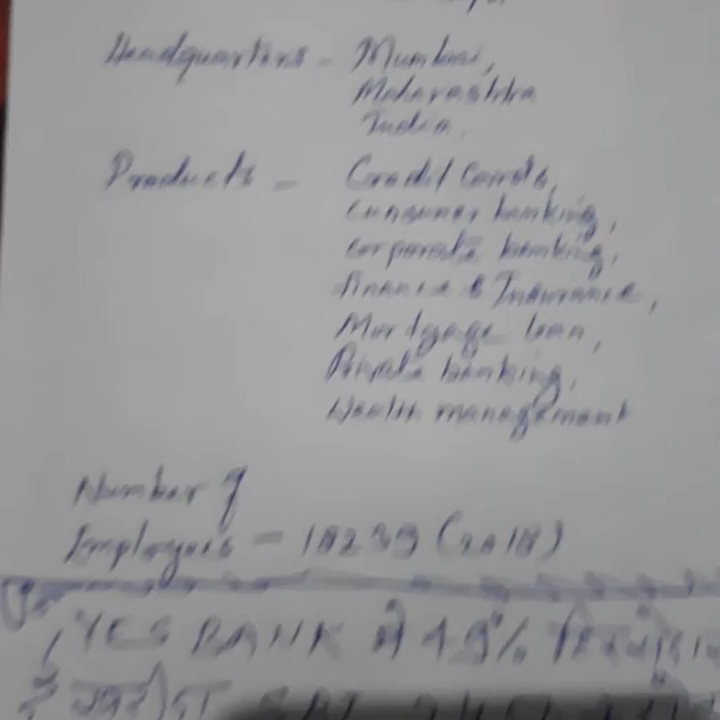 Headquarters - Mumbai,
Maharashtra
India.
Products - Credit Cards,
consumer banking,
corporate banking,
finance & Insurance,
Mortgage loan,
Private banking,
Wealth management
Number of
Employees = 18239 (2018)
YES BANK 49%